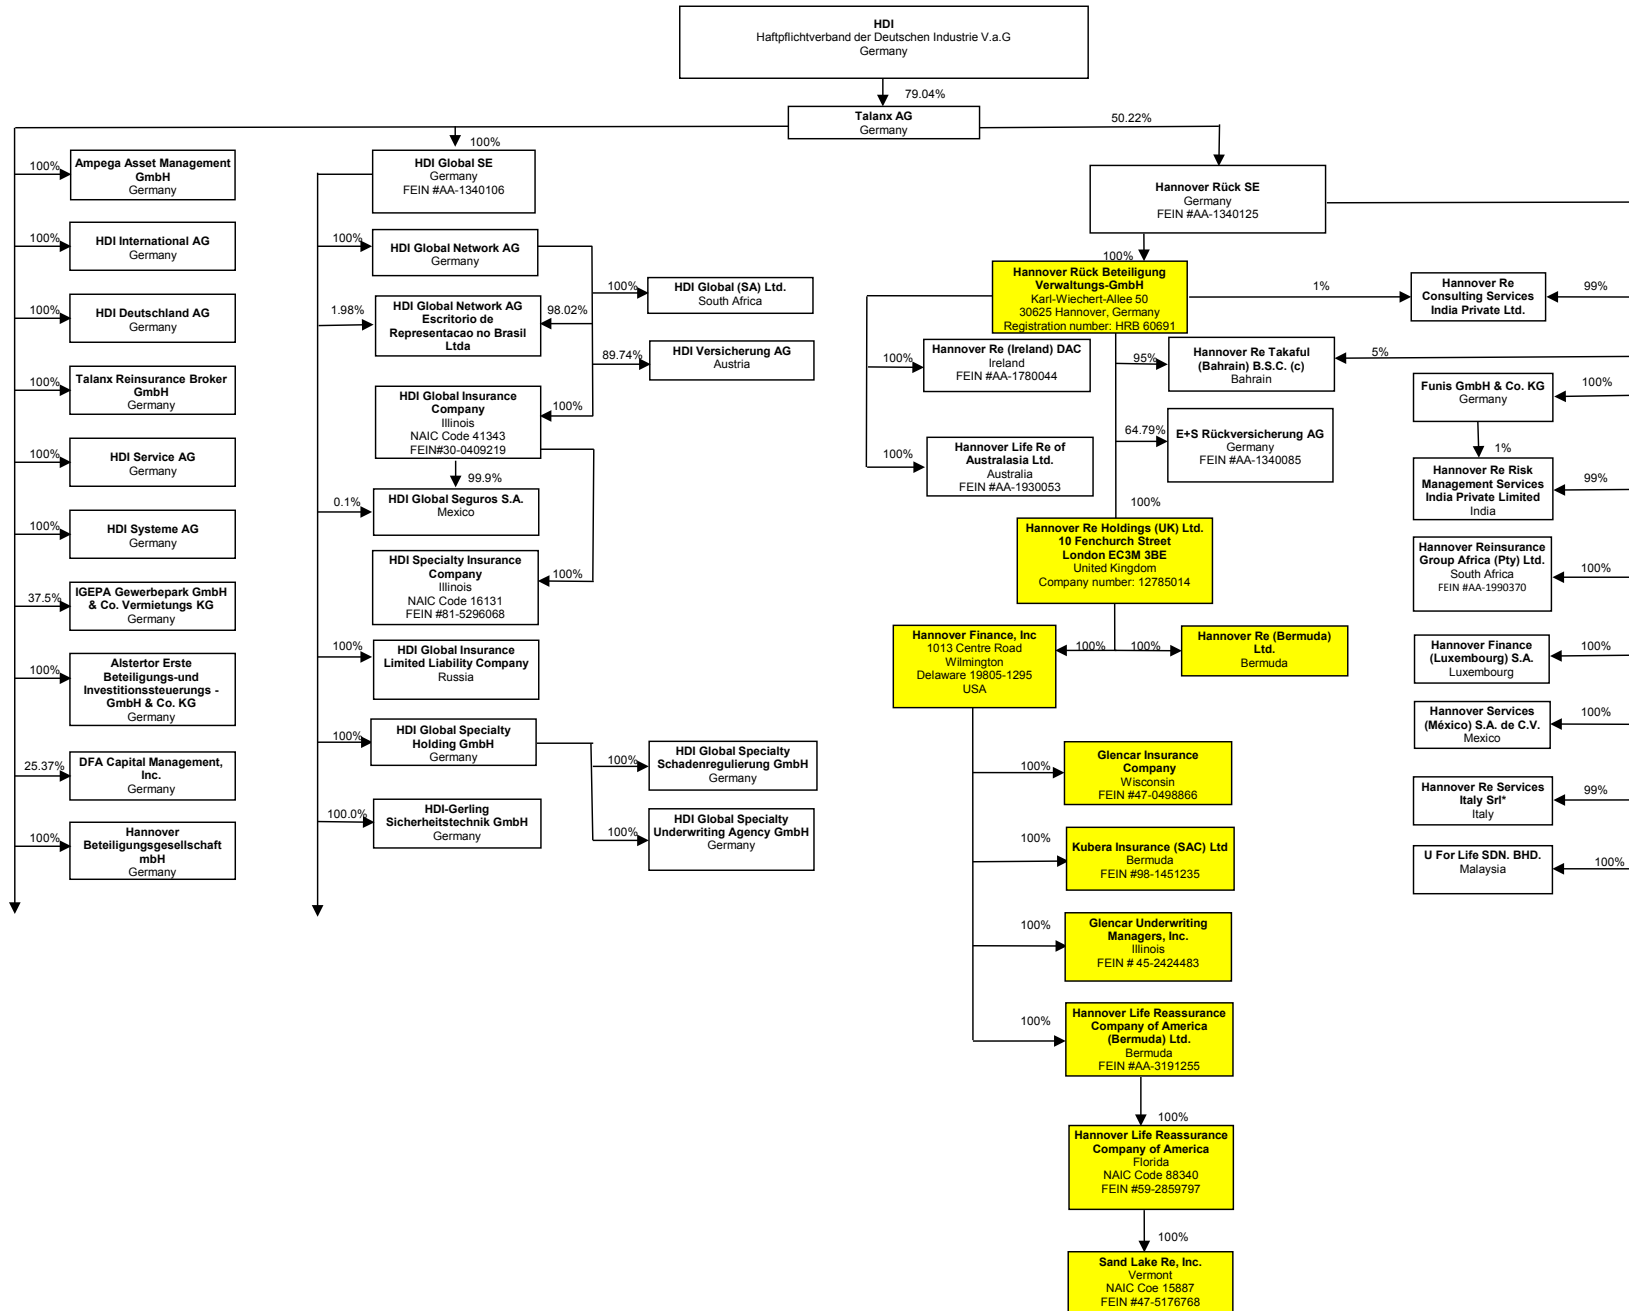 HDI
Haftpflichtverband der Deutschen Industrie V.a.G
Germany
79.04%
Talanx AG
Germany
50.22%
100%
100%
Ampega Asset Management
GmbH
Germany
100%
HDI International AG
Germany
100%
HDI Deutschland AG
Germany
100%
Talanx Reinsurance Broker
GmbH
Germany
100%
HDI Service AG
Germany
100%
HDI Systeme AG
Germany
37.5%
IGEPA Gewerbepark GmbH
& Co. Vermietungs KG
Germany
100%
Alstertor Erste
Beteiligungs-und
Investitionssteuerungs -
GmbH & Co. KG
Germany
25.37%
DFA Capital Management,
Inc.
Germany
100%
Hannover
Beteiligungsgesellschaft
mbH
Germany
HDI Global SE
Germany
FEIN #AA-1340106
100%
HDI Global Network AG
Germany
100%
HDI Global (SA) Ltd.
South Africa
1.98%
HDI Global Network AG
Escritorio de
Representacao no Brasil
Ltda
98.02%
89.74%
HDI Versicherung AG
Austria
HDI Global Insurance
Company
Illinois
NAIC Code 41343
FEIN#30-0409219
100%
99.9%
0.1%
HDI Global Seguros S.A.
Mexico
HDI Specialty Insurance
Company
Illinois
NAIC Code 16131
FEIN #81-5296068
100%
100%
HDI Global Insurance
Limited Liability Company
Russia
100%
HDI Global Specialty
Holding GmbH
Germany
100%
HDI Global Specialty
Schadenregulierung GmbH
Germany
100.0%
HDI-Gerling
Sicherheitstechnik GmbH
Germany
100%
HDI Global Specialty
Underwriting Agency GmbH
Germany
Hannover Rück SE
Germany
FEIN #AA-1340125
100%
Hannover Rück Beteiligung
Verwaltungs-GmbH
Karl-Wiechert-Allee 50
30625 Hannover, Germany
Registration number: HRB 60691
1%
Hannover Re
Consulting Services
India Private Ltd.
99%
100%
Hannover Re (Ireland) DAC
Ireland
FEIN #AA-1780044
95%
Hannover Re Takaful
(Bahrain) B.S.C. (c)
Bahrain
5%
Funis GmbH & Co. KG
Germany
100%
1%
100%
Hannover Life Re of
Australasia Ltd.
Australia
FEIN #AA-1930053
64.79%
E+S Rückversicherung AG
Germany
FEIN #AA-1340085
Hannover Re Risk
Management Services
India Private Limited
India
99%
100%
Hannover Re Holdings (UK) Ltd.
10 Fenchurch Street
London EC3M 3BE
United Kingdom
Company number: 12785014
Hannover Reinsurance
Group Africa (Pty) Ltd.
South Africa
FEIN #AA-1990370
100%
Hannover Finance, Inc
1013 Centre Road
Wilmington
Delaware 19805-1295
USA
100%
100%
Hannover Re (Bermuda)
Ltd.
Bermuda
Hannover Finance
(Luxembourg) S.A.
Luxembourg
100%
Hannover Services
(México) S.A. de C.V.
Mexico
100%
100%
Glencar Insurance
Company
Wisconsin
FEIN #47-0498866
Hannover Re Services
Italy Srl*
Italy
99%
100%
Kubera Insurance (SAC) Ltd
Bermuda
FEIN #98-1451235
U For Life SDN. BHD.
Malaysia
100%
100%
Glencar Underwriting
Managers, Inc.
Illinois
FEIN # 45-2424483
100%
Hannover Life Reassurance
Company of America
(Bermuda) Ltd.
Bermuda
FEIN #AA-3191255
100%
Hannover Life Reassurance
Company of America
Florida
NAIC Code 88340
FEIN #59-2859797
100%
Sand Lake Re, Inc.
Vermont
NAIC Coe 15887
FEIN #47-5176768